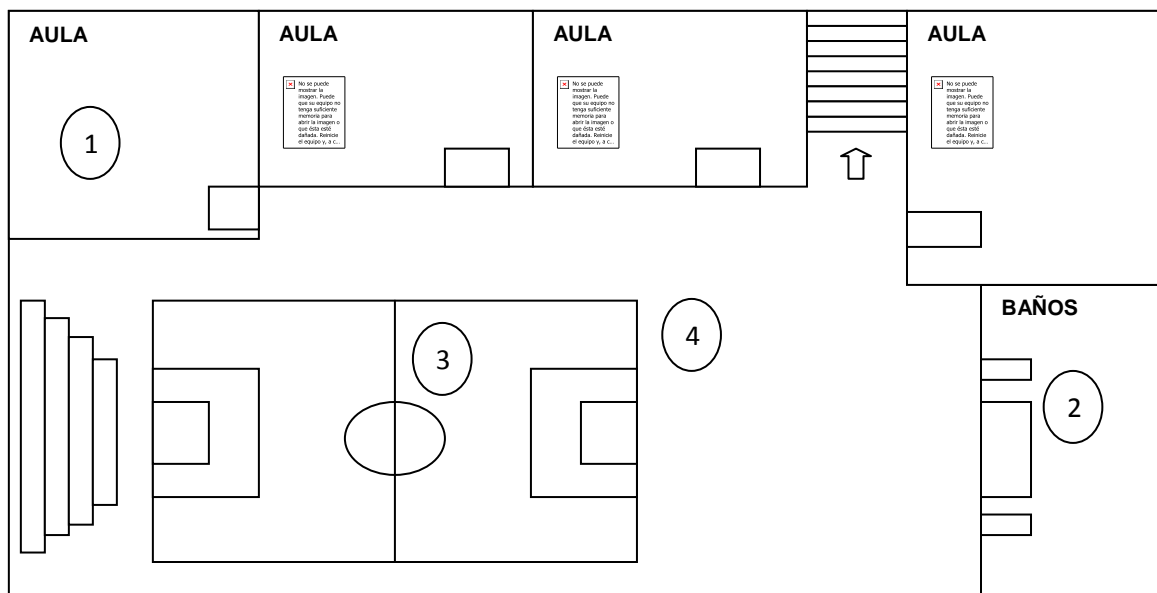 AULA
AULA
AULA
AULA
No se puede
mostrar la
imagen. Puede
que su equipo no
tenga suficiente
memoria para
abrir la imagen o
que ésta esté
dañada. Reinicie
el equipo y, a c...
No se puede
mostrar la
imagen. Puede
que su equipo no
tenga suficiente
memoria para
abrir la imagen o
que ésta esté
dañada. Reinicie
el equipo y, a c...
No se puede
mostrar la
imagen. Puede
que su equipo no
tenga suficiente
memoria para
abrir la imagen o
que ésta esté
dañada. Reinicie
el equipo y, a c...
1
BAÑOS
4
3
2